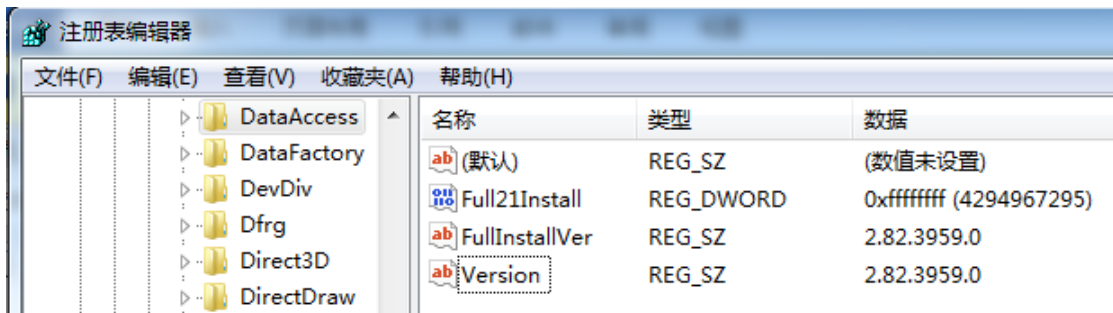 注册表编辑器
文件(F) 编辑(E) 查看(V) 收藏夹(A) 帮助(H)
DataAccess
DataFactory
DevDiv
Dfrg
Direct3D
DirectDraw
名称 类型 数据
(默认) REG_SZ (数值未设置)
Full21Install REG_DWORD 0xffffffff (4294967295)
FullInstallVer REG_SZ 2.82.3959.0
Version REG_SZ 2.82.3959.0